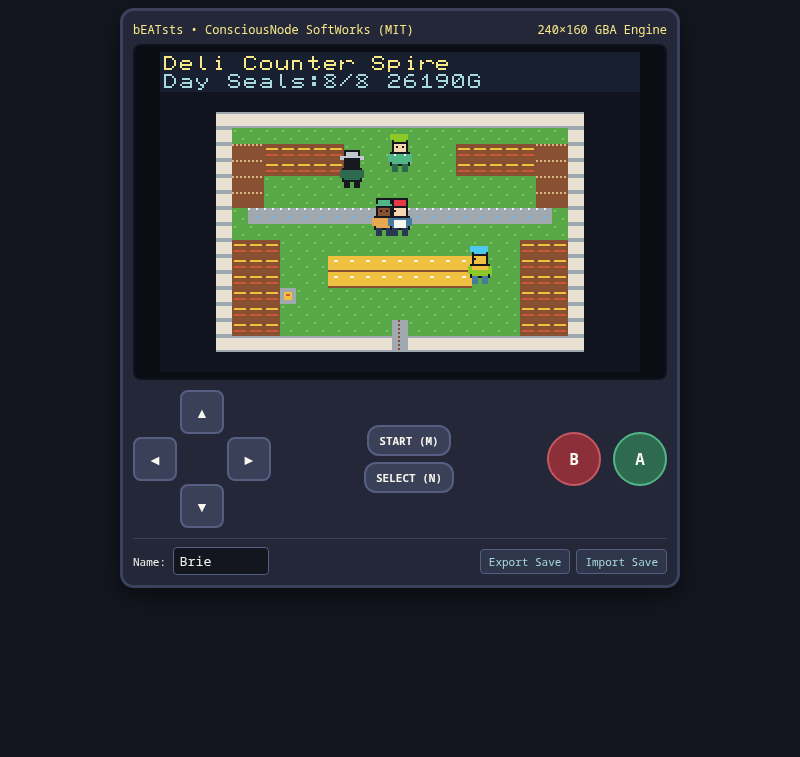 bEATsts • ConsciousNode SoftWorks (MIT)
240×160 GBA Engine
Deli Counter Spire
Day Seals:8/8 26190G
▲
◀
▶
▼
START (M)
SELECT (N)
B
A
Name:
Brie
Export Save
Import Save